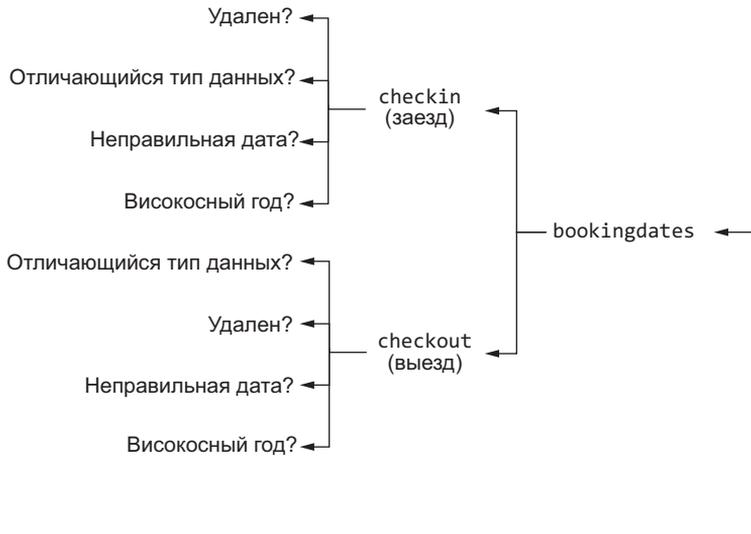 Удален?
Отличающийся тип данных?
checkin
(заезд)
Неправильная дата?
Високосный год?
bookingdates
Отличающийся тип данных?
Удален?
checkout
(выезд)
Неправильная дата?
Високосный год?